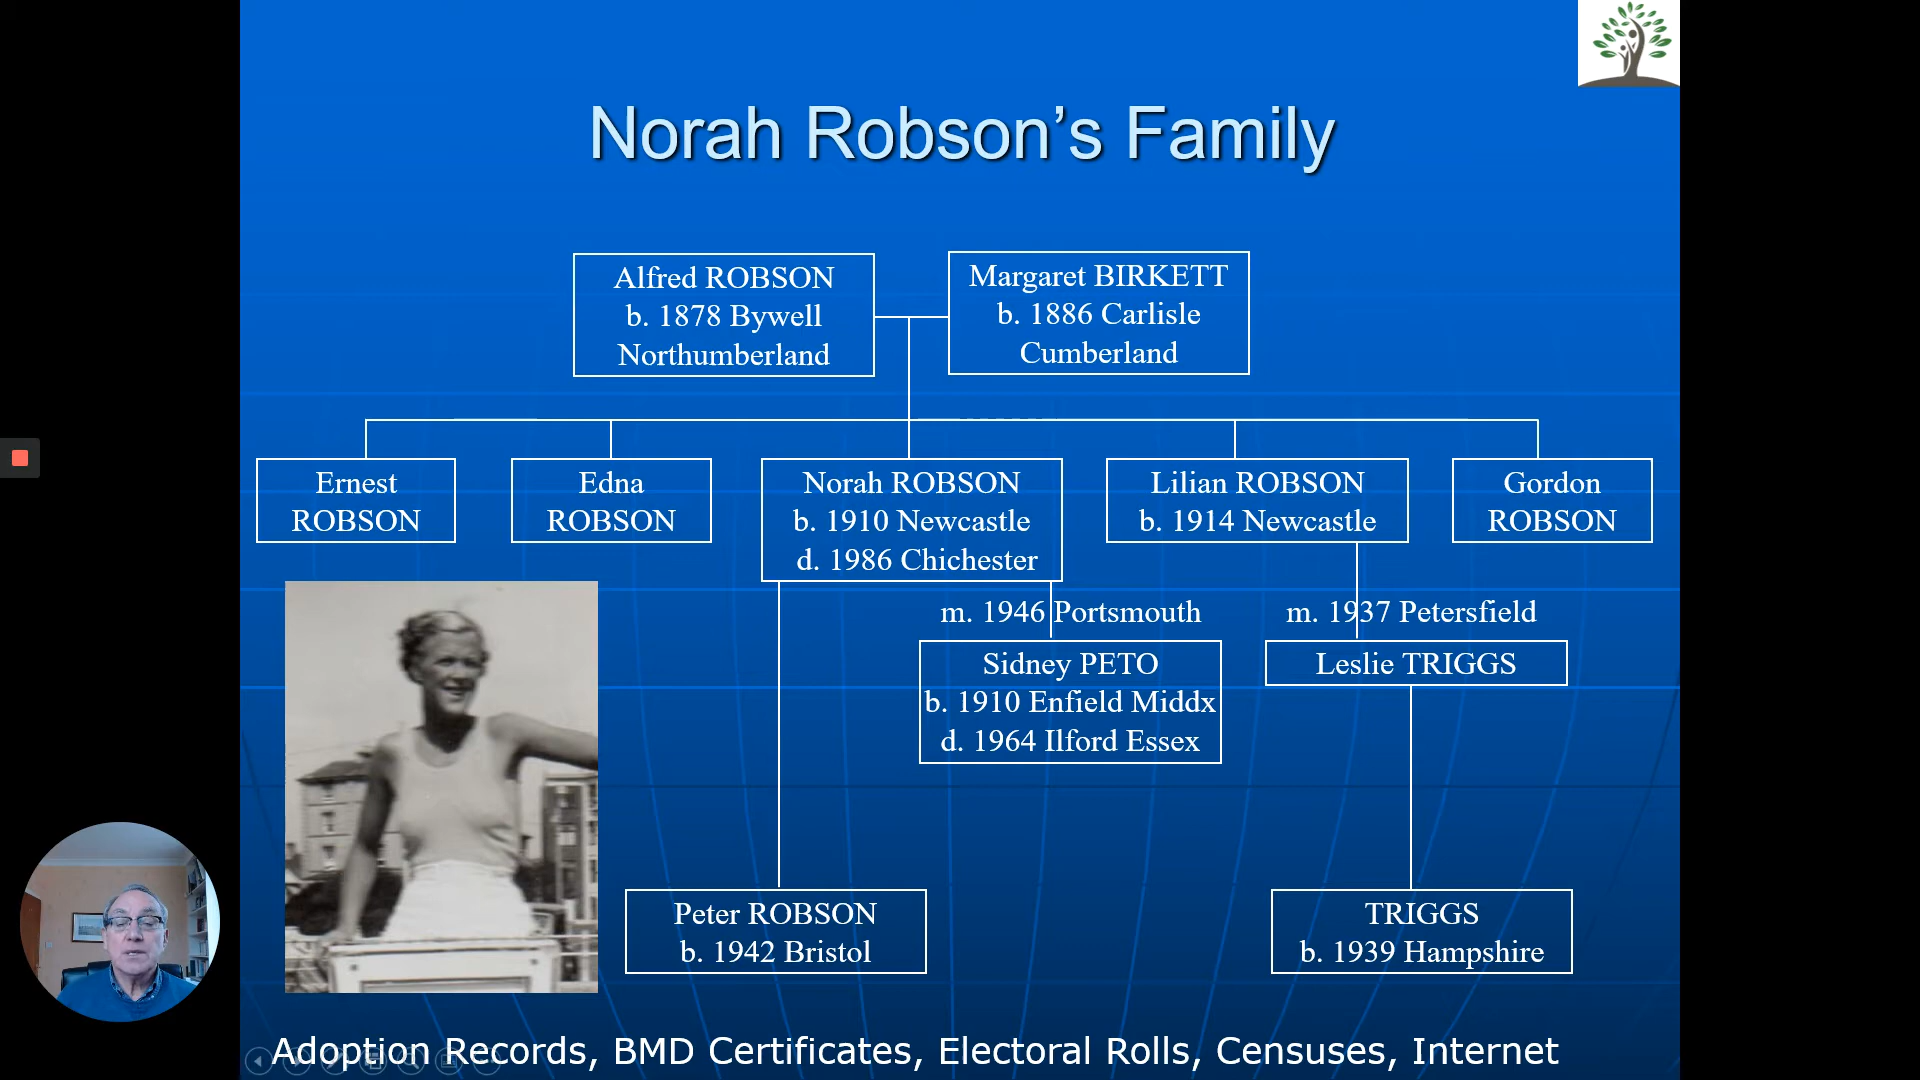 Norah Robson’s Family
Alfred ROBSON
b. 1878 Bywell
Northumberland
Margaret BIRKETT
b. 1886 Carlisle
Cumberland
Ernest
ROBSON
Edna
ROBSON
Norah ROBSON
b. 1910 Newcastle
d. 1986 Chichester
Lilian ROBSON
b. 1914 Newcastle
Gordon
ROBSON
m. 1946 Portsmouth
m. 1937 Petersfield
Sidney PETO
b. 1910 Enfield Middx
d. 1964 Ilford Essex
Leslie TRIGGS
Peter ROBSON
b. 1942 Bristol
TRIGGS
b. 1939 Hampshire
Adoption Records, BMD Certificates, Electoral Rolls, Censuses, Internet